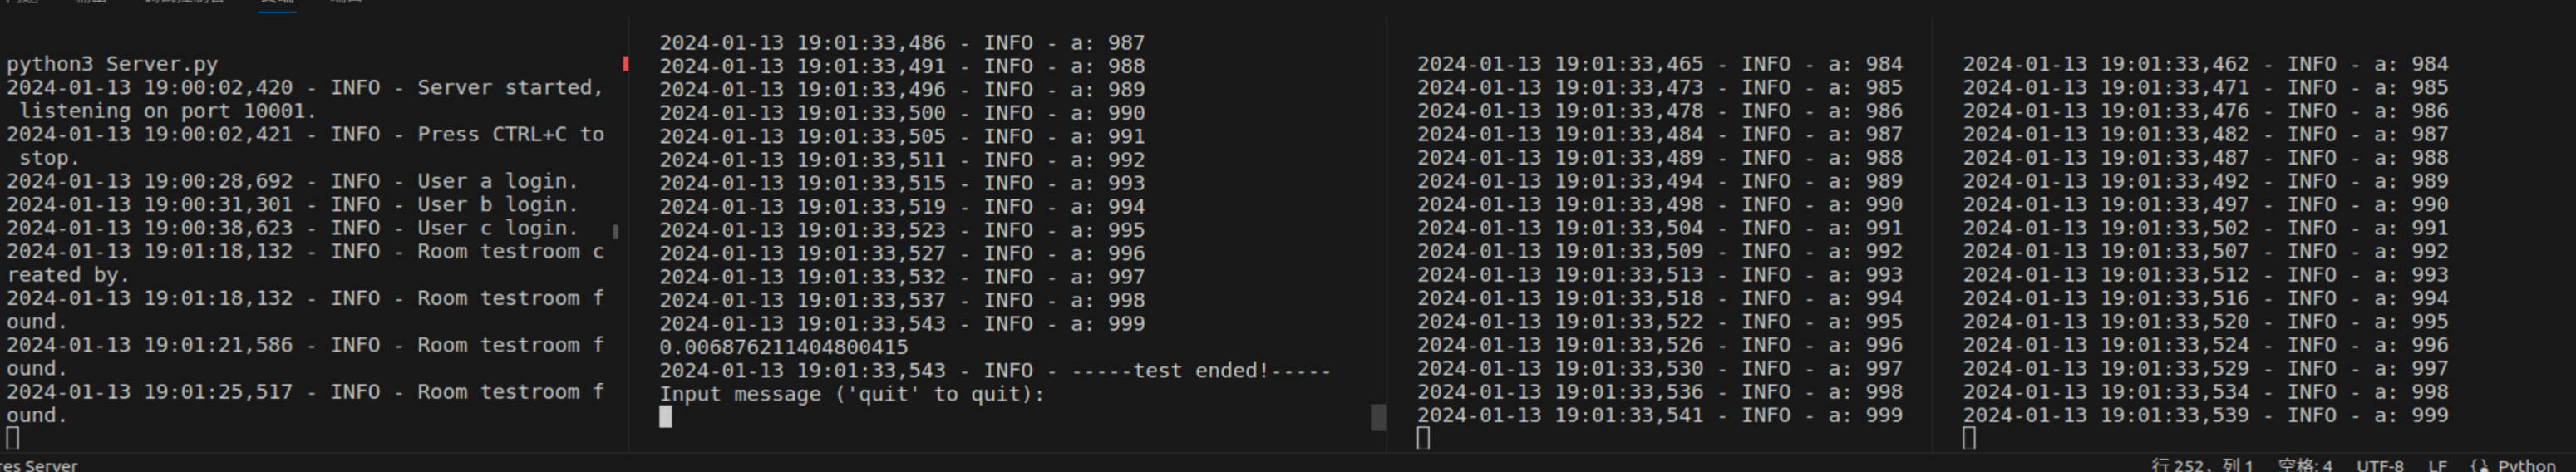 python3 Server.py
2024-01-13 19:00:02,420 - INFO - Server started,
listening on port 10001.
2024-01-13 19:00:02,421 - INFO - Press CTRL+C to
stop.
2024-01-13 19:00:28,692 - INFO - User a login.
2024-01-13 19:00:31,301 - INFO - User b login.
2024-01-13 19:00:38,623 - INFO - User c login.
2024-01-13 19:01:18,132 - INFO - Room testroom c
reated by.
2024-01-13 19:01:18,132 - INFO - Room testroom f
ound.
2024-01-13 19:01:21,586 - INFO - Room testroom f
ound.
2024-01-13 19:01:25,517 - INFO - Room testroom f
ound.
2024-01-13 19:01:33,486 - INFO - a: 987
2024-01-13 19:01:33,491 - INFO - a: 988
2024-01-13 19:01:33,496 - INFO - a: 989
2024-01-13 19:01:33,500 - INFO - a: 990
2024-01-13 19:01:33,505 - INFO - a: 991
2024-01-13 19:01:33,511 - INFO - a: 992
2024-01-13 19:01:33,515 - INFO - a: 993
2024-01-13 19:01:33,519 - INFO - a: 994
2024-01-13 19:01:33,523 - INFO - a: 995
2024-01-13 19:01:33,527 - INFO - a: 996
2024-01-13 19:01:33,532 - INFO - a: 997
2024-01-13 19:01:33,537 - INFO - a: 998
2024-01-13 19:01:33,543 - INFO - a: 999
0.006876211404800415
2024-01-13 19:01:33,543 - INFO - -----test ended!-----
Input message ('quit' to quit):
2024-01-13 19:01:33,465 - INFO - a: 984
2024-01-13 19:01:33,473 - INFO - a: 985
2024-01-13 19:01:33,478 - INFO - a: 986
2024-01-13 19:01:33,484 - INFO - a: 987
2024-01-13 19:01:33,489 - INFO - a: 988
2024-01-13 19:01:33,494 - INFO - a: 989
2024-01-13 19:01:33,498 - INFO - a: 990
2024-01-13 19:01:33,504 - INFO - a: 991
2024-01-13 19:01:33,509 - INFO - a: 992
2024-01-13 19:01:33,513 - INFO - a: 993
2024-01-13 19:01:33,518 - INFO - a: 994
2024-01-13 19:01:33,522 - INFO - a: 995
2024-01-13 19:01:33,526 - INFO - a: 996
2024-01-13 19:01:33,530 - INFO - a: 997
2024-01-13 19:01:33,536 - INFO - a: 998
2024-01-13 19:01:33,541 - INFO - a: 999
2024-01-13 19:01:33,462 - INFO - a: 984
2024-01-13 19:01:33,471 - INFO - a: 985
2024-01-13 19:01:33,476 - INFO - a: 986
2024-01-13 19:01:33,482 - INFO - a: 987
2024-01-13 19:01:33,487 - INFO - a: 988
2024-01-13 19:01:33,492 - INFO - a: 989
2024-01-13 19:01:33,497 - INFO - a: 990
2024-01-13 19:01:33,502 - INFO - a: 991
2024-01-13 19:01:33,507 - INFO - a: 992
2024-01-13 19:01:33,512 - INFO - a: 993
2024-01-13 19:01:33,516 - INFO - a: 994
2024-01-13 19:01:33,520 - INFO - a: 995
2024-01-13 19:01:33,524 - INFO - a: 996
2024-01-13 19:01:33,529 - INFO - a: 997
2024-01-13 19:01:33,534 - INFO - a: 998
2024-01-13 19:01:33,539 - INFO - a: 999
res Server 行 252，列 1 空格: 4 UTF-8 LF Python